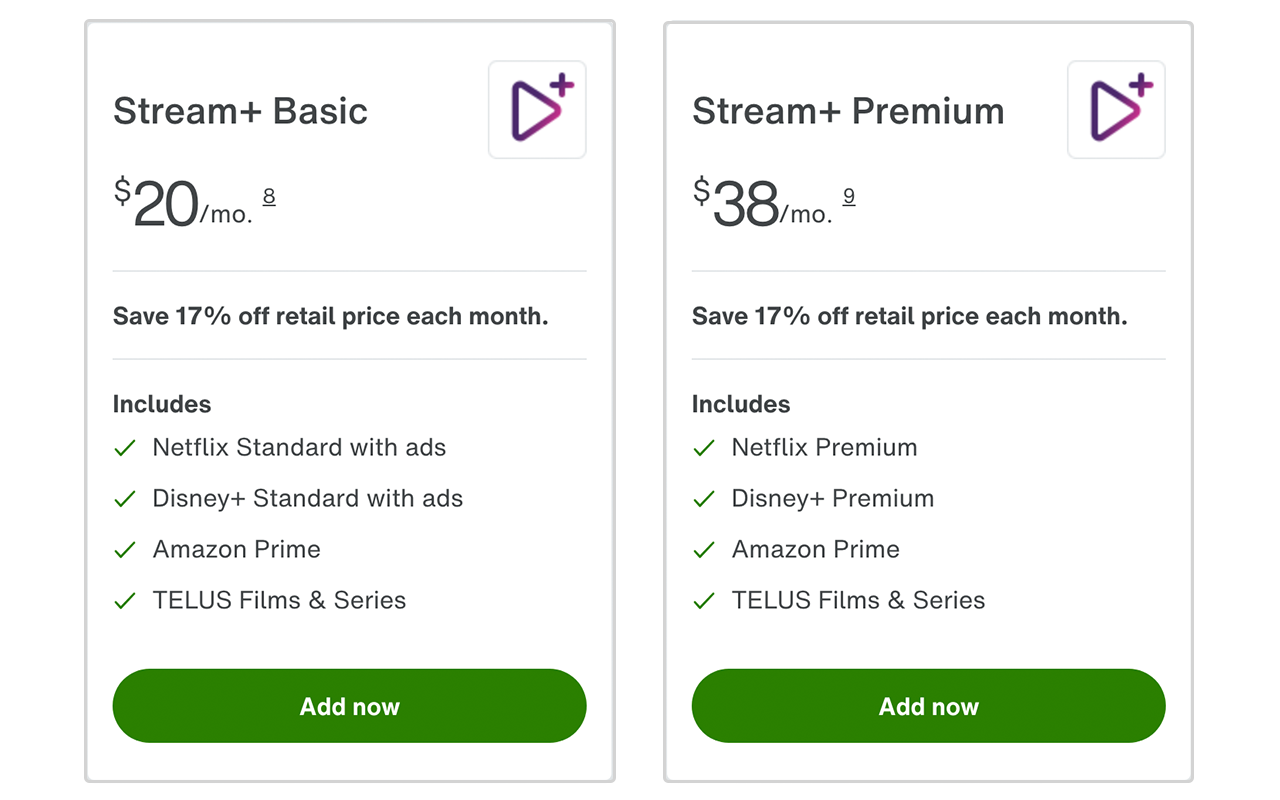 Stream+ Basic
$20/mo. 8
Save 17% off retail price each month.
Includes
Netflix Standard with ads
Disney+ Standard with ads
Amazon Prime
TELUS Films & Series
Add now
Stream+ Premium
$38/mo. 9
Save 17% off retail price each month.
Includes
Netflix Premium
Disney+ Premium
Amazon Prime
TELUS Films & Series
Add now